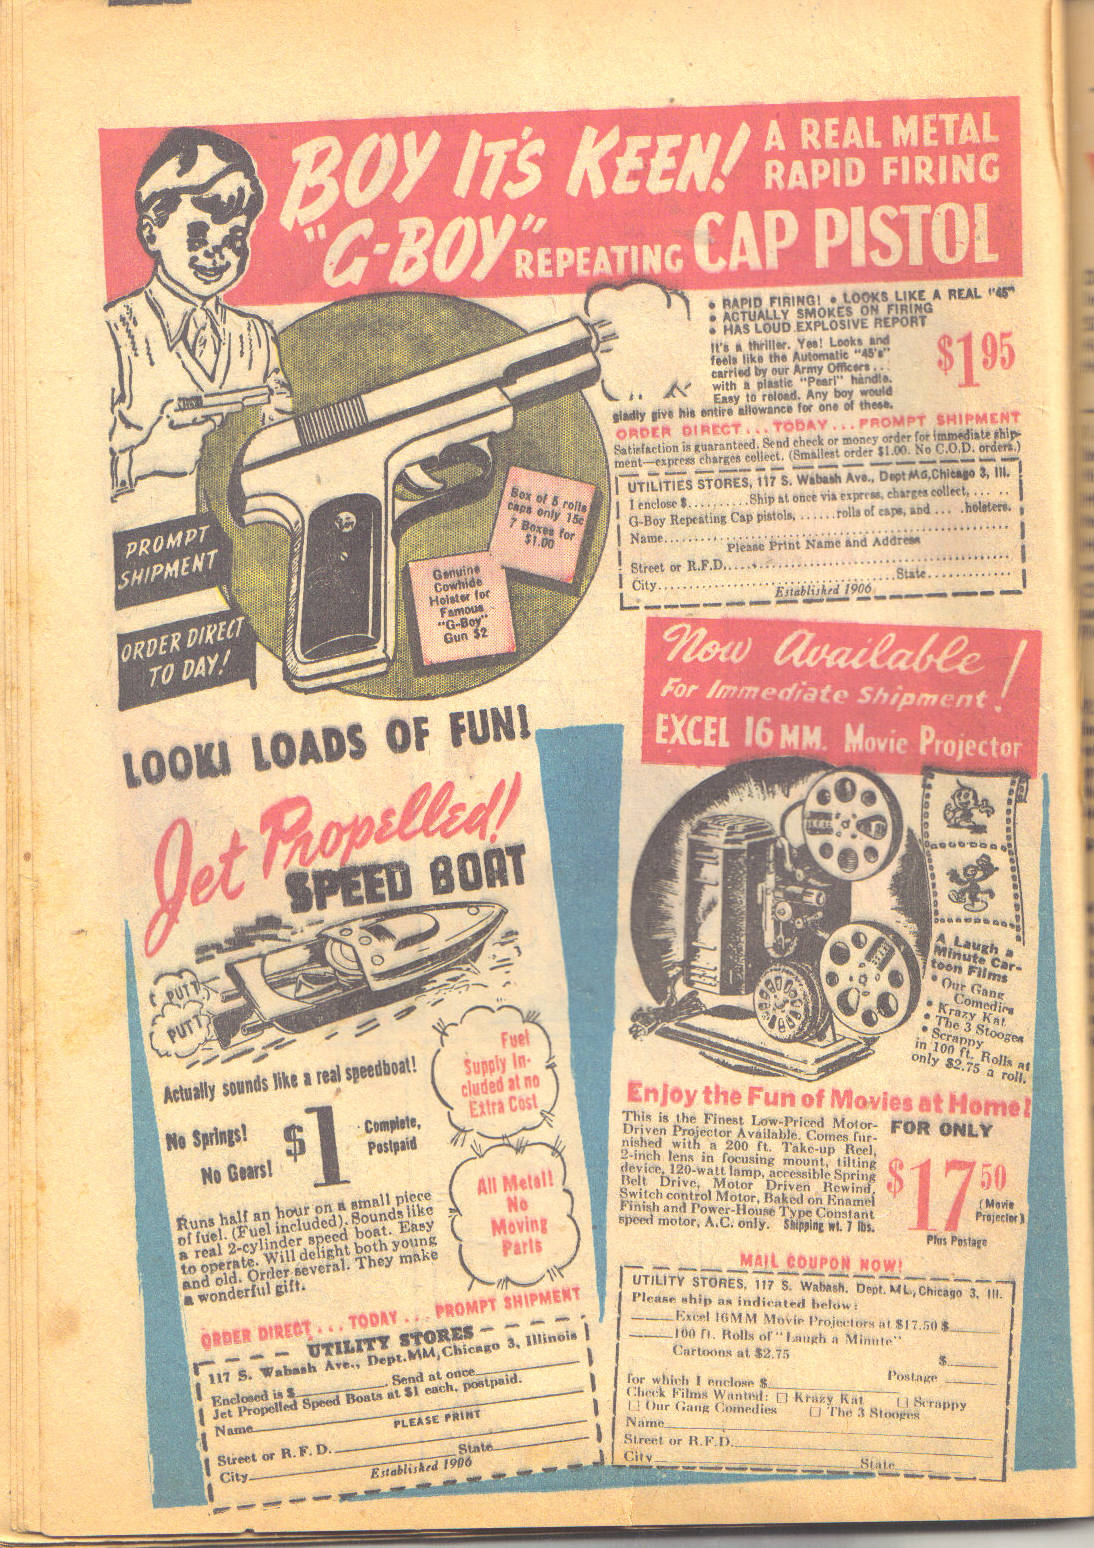 BOY IT'S KEEN!
A REAL METAL
RAPID FIRING
"G-BOY" REPEATING CAP PISTOL
• RAPID FIRING! • LOOKS LIKE A REAL "45"
• ACTUALLY SMOKES ON FIRING
• HAS LOUD EXPLOSIVE REPORT
It's a thriller. Yes! Looks and
feels like the Automatic "45's"
carried by our Army Officers...
with a plastic "Pearl" handle.
Easy to reload. Any boy would
gladly give his entire allowance for one of these.
$1.95
ORDER DIRECT...TODAY...PROMPT SHIPMENT
Satisfaction is guaranteed. Send check or money order for immediate ship-
ment—express charges collect. (Smallest order $1.00. No C.O.D. orders.)
UTILITIES STORES, 117 S. Wabash Ave., Dept MG, Chicago 3, Ill.
I enclose $..........Ship at once via express, charges collect, .....
G-Boy Repeating Cap pistols, ......rolls of caps, and ....holsters.
Name..........
Please Print Name and Address
Street or R.F.D..........
City..........State..........
Established 1906
Box of 5 rolls
caps only 15c
7 Boxes for
$1.00
Genuine
Cowhide
Holster for
Famous
"G-Boy"
Gun $2
PROMPT
SHIPMENT
ORDER DIRECT
TO DAY!
LOOK! LOADS OF FUN!
Jet Propelled!
SPEED BOAT
PUTT
PUTT
Actually sounds like a real speedboat!
No Springs!
No Gears!
$1
Complete,
Postpaid
Fuel
Supply In-
cluded at no
Extra Cost
All Metal!
No
Moving
Parts
Runs half an hour on a small piece
of fuel. (Fuel included). Sounds like
a real 2-cylinder speed boat. Easy
to operate. Will delight both young
and old. Order several. They make
a wonderful gift.
ORDER DIRECT...TODAY...PROMPT SHIPMENT
UTILITY STORES
117 S. Wabash Ave., Dept. MM, Chicago 3, Illinois
Enclosed is $__________. Send at once__________
Jet Propelled Speed Boats at $1 each, postpaid.
Name__________
PLEASE PRINT
Street or R. F. D.__________
City__________State__________
Established 1906
Now Available!
For Immediate Shipment!
EXCEL 16 MM. Movie Projector
A Laugh a
Minute Car-
toon Films
• Our Gang
Comedies
• Krazy Kat
• The 3 Stooges
• Scrappy
in 100 ft. Rolls at
only $2.75 a roll.
Enjoy the Fun of Movies at Home!
This is the Finest Low-Priced Motor-
Driven Projector Available. Comes fur-
nished with a 200 ft. Take-up Reel,
2-inch lens in focusing mount, tilting
device, 120-watt lamp, accessible Spring
Belt Drive, Motor Driven Rewind,
Switch control Motor, Baked on Enamel
Finish and Power-House Type Constant
speed motor, A.C. only. Shipping wt. 7 lbs.
FOR ONLY
$17.50
(Movie
Projector)
Plus Postage
MAIL COUPON NOW!
UTILITY STORES, 117 S. Wabash. Dept. ML, Chicago 3, Ill.
Please ship as indicated below:
_____Excel 16MM Movie Projectors at $17.50 $_____
_____100 ft. Rolls of "Laugh a Minute"
Cartoons at $2.75 $_____
Postage _____
for which I enclose $__________
Check Films Wanted: □ Krazy Kat □ Scrappy
□ Our Gang Comedies □ The 3 Stooges
Name__________
Street or R.F.D.__________
City__________State__________